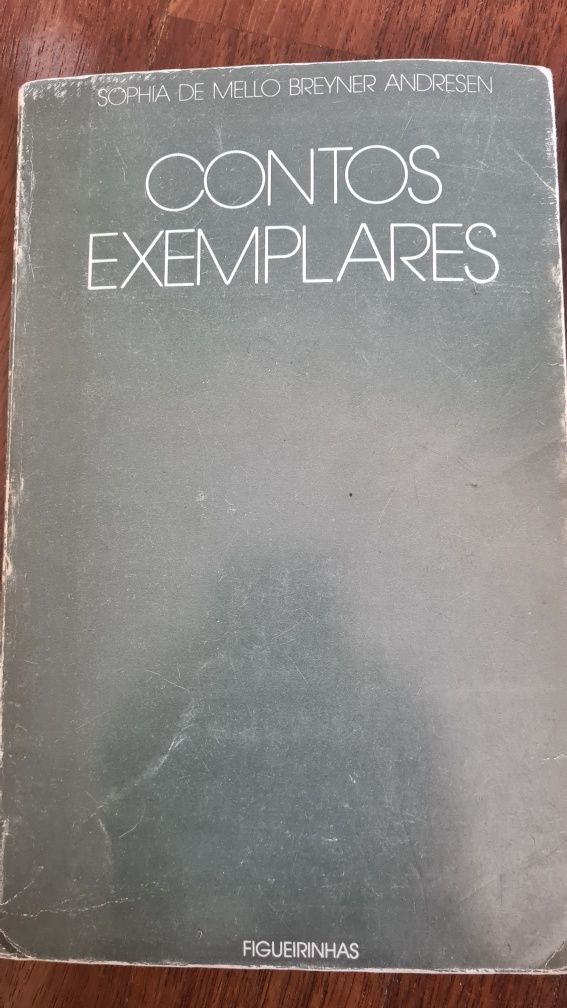 SOPHIA DE MELLO BREYNER ANDRESEN
CONTOS
EXEMPLARES
FIGUEIRINHAS